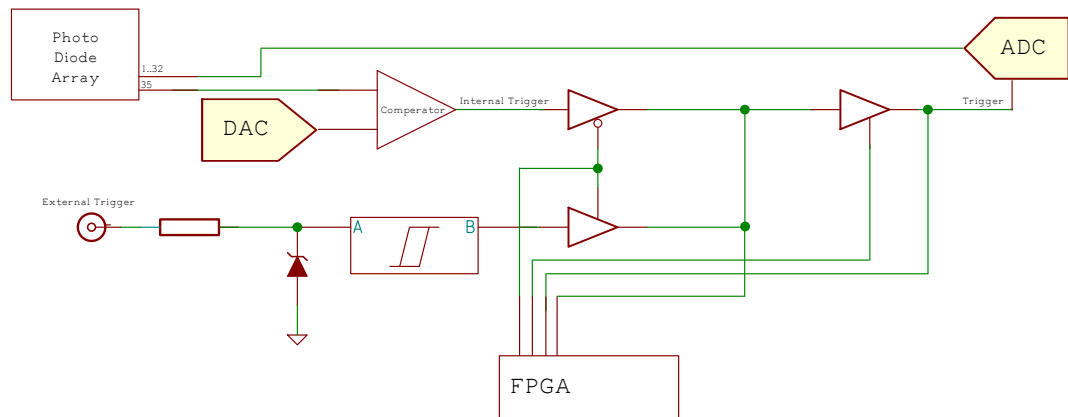 Photo
Diode
Array
1..32
35
ADC
DAC
Comperator
Internal Trigger
Trigger
External Trigger
A
B
FPGA